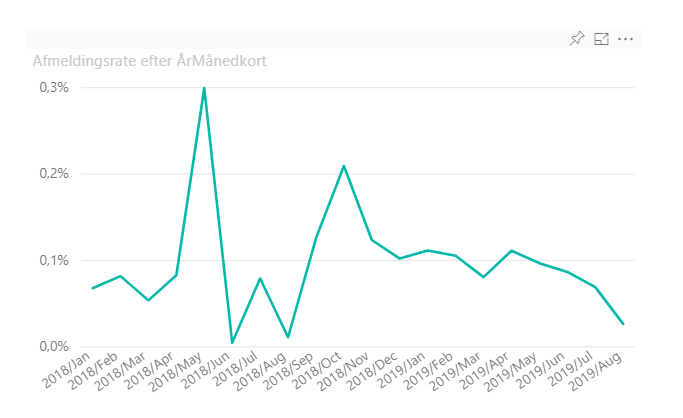 Afmeldingsrate efter ÅrMånedkort
0,3%
0,2%
0,1%
0,0%
2018/Jan
2018/Feb
2018/Mar
2018/Apr
2018/May
2018/Jun
2018/Jul
2018/Aug
2018/Sep
2018/Oct
2018/Nov
2018/Dec
2019/Jan
2019/Feb
2019/Mar
2019/Apr
2019/May
2019/Jun
2019/Jul
2019/Aug